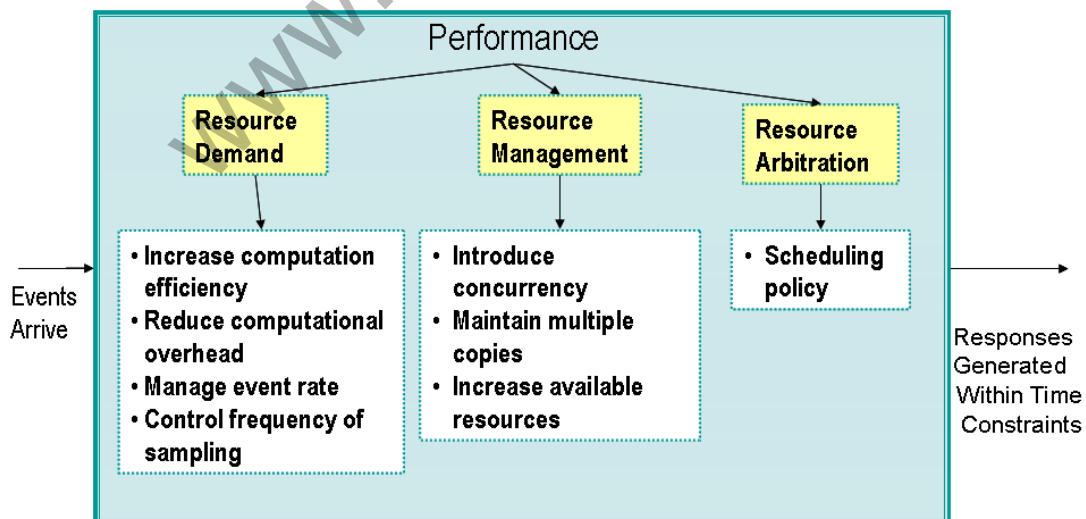 www.
Performance
Resource
Demand
Resource
Management
Resource
Arbitration
• Increase computation
efficiency
• Reduce computational
overhead
• Manage event rate
• Control frequency of
sampling
• Introduce
concurrency
• Maintain multiple
copies
• Increase available
resources
• Scheduling
policy
Events
Arrive
Responses
Generated
Within Time
Constraints